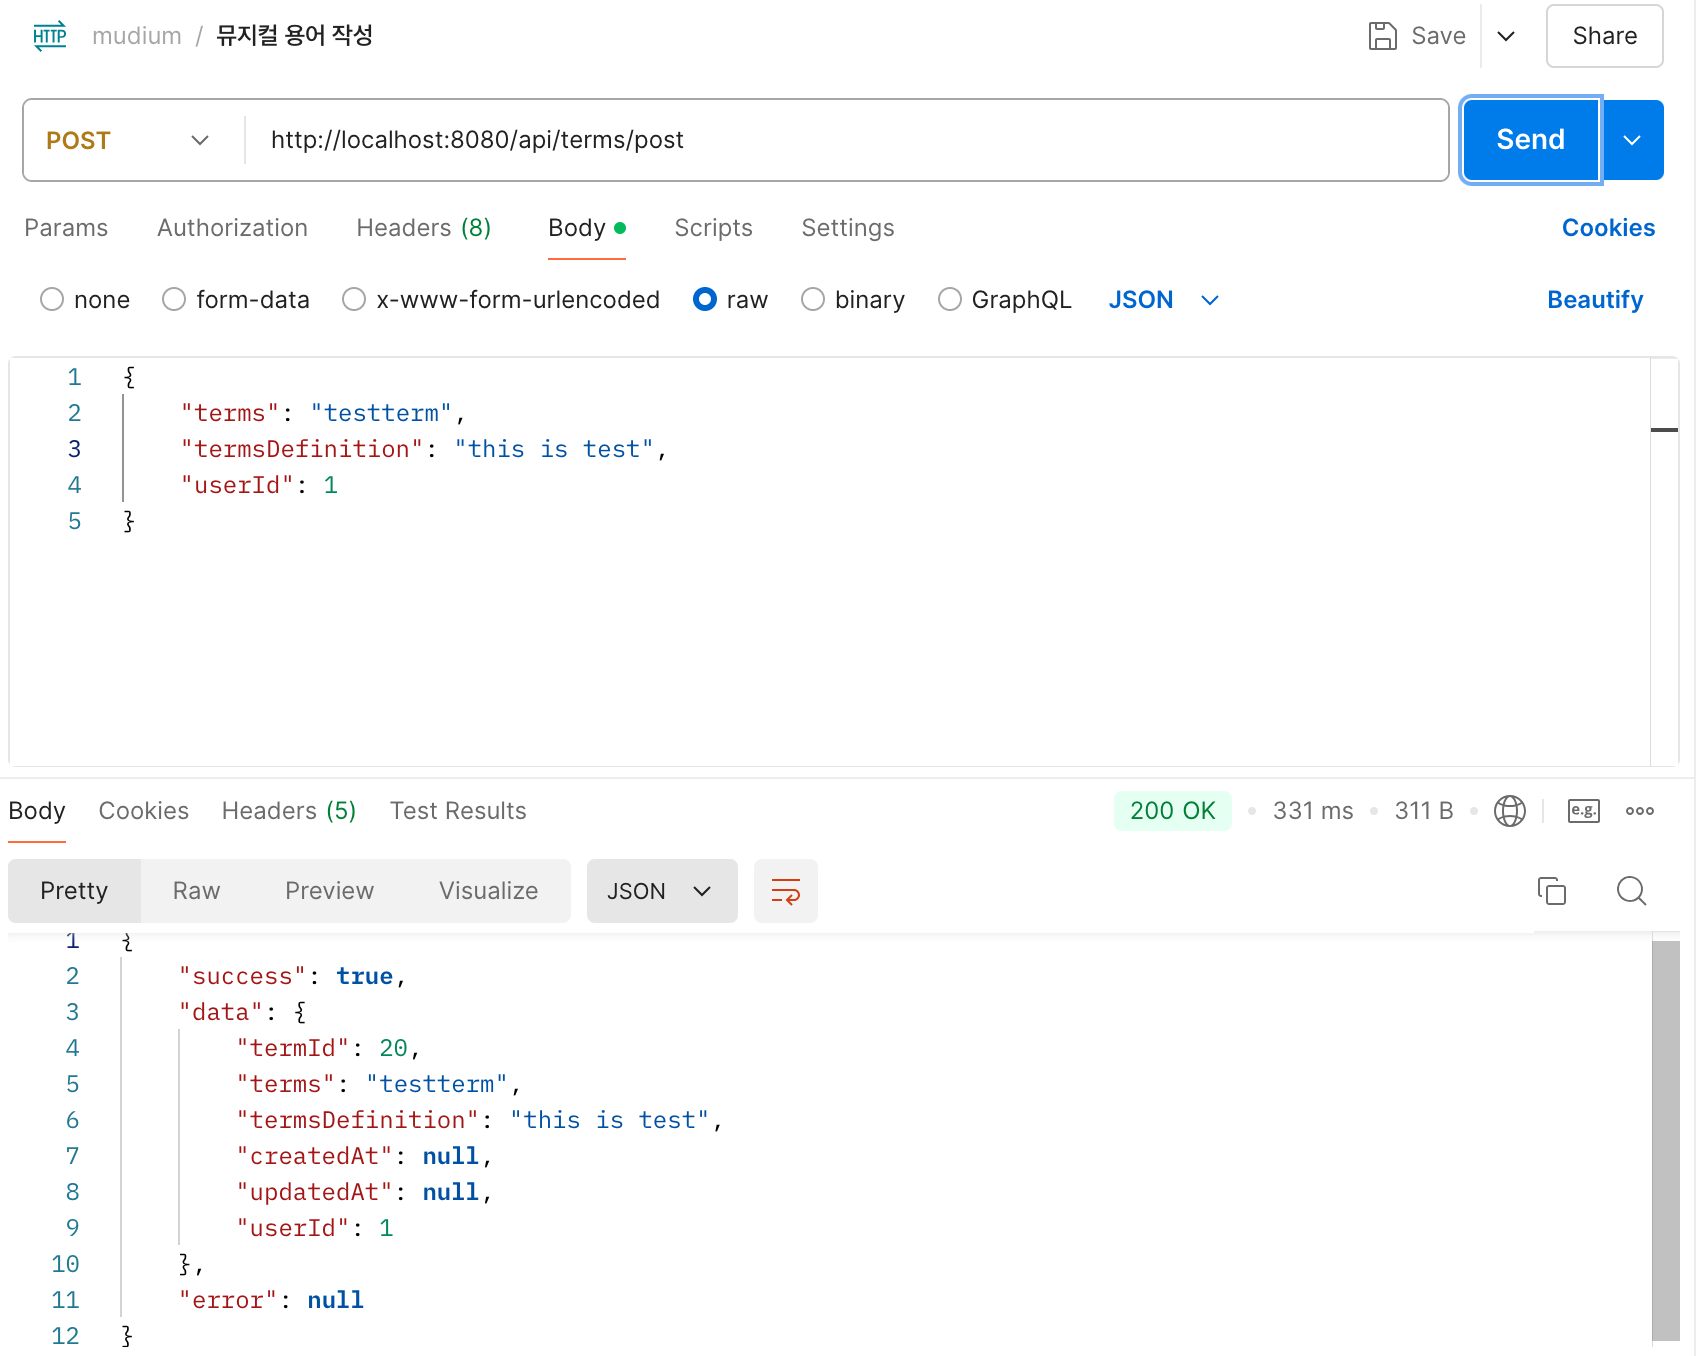 HTTP mudium / 뮤지컬 용어 작성 Save Share
POST http://localhost:8080/api/terms/post Send
Params Authorization Headers (8) Body Scripts Settings Cookies
none form-data x-www-form-urlencoded raw binary GraphQL JSON Beautify
1 {
2 "terms": "testterm",
3 "termsDefinition": "this is test",
4 "userId": 1
5 }
Body Cookies Headers (5) Test Results 200 OK 331 ms 311 B e.g.
Pretty Raw Preview Visualize JSON
1 {
2 "success": true,
3 "data": {
4 "termId": 20,
5 "terms": "testterm",
6 "termsDefinition": "this is test",
7 "createdAt": null,
8 "updatedAt": null,
9 "userId": 1
10 },
11 "error": null
12 }